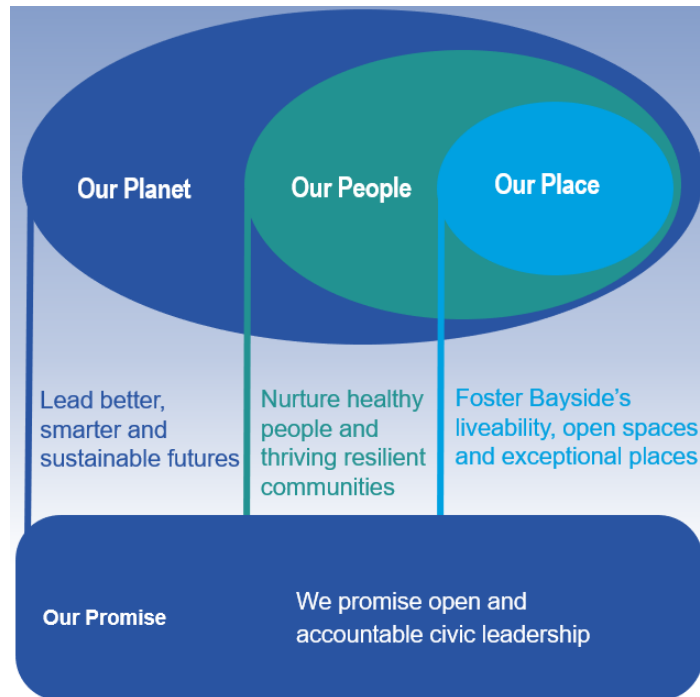 Our Planet
Our People
Our Place
Lead better,
smarter and
sustainable futures
Nurture healthy
people and
thriving resilient
communities
Foster Bayside’s
liveability, open spaces
and exceptional places
Our Promise
We promise open and
accountable civic leadership